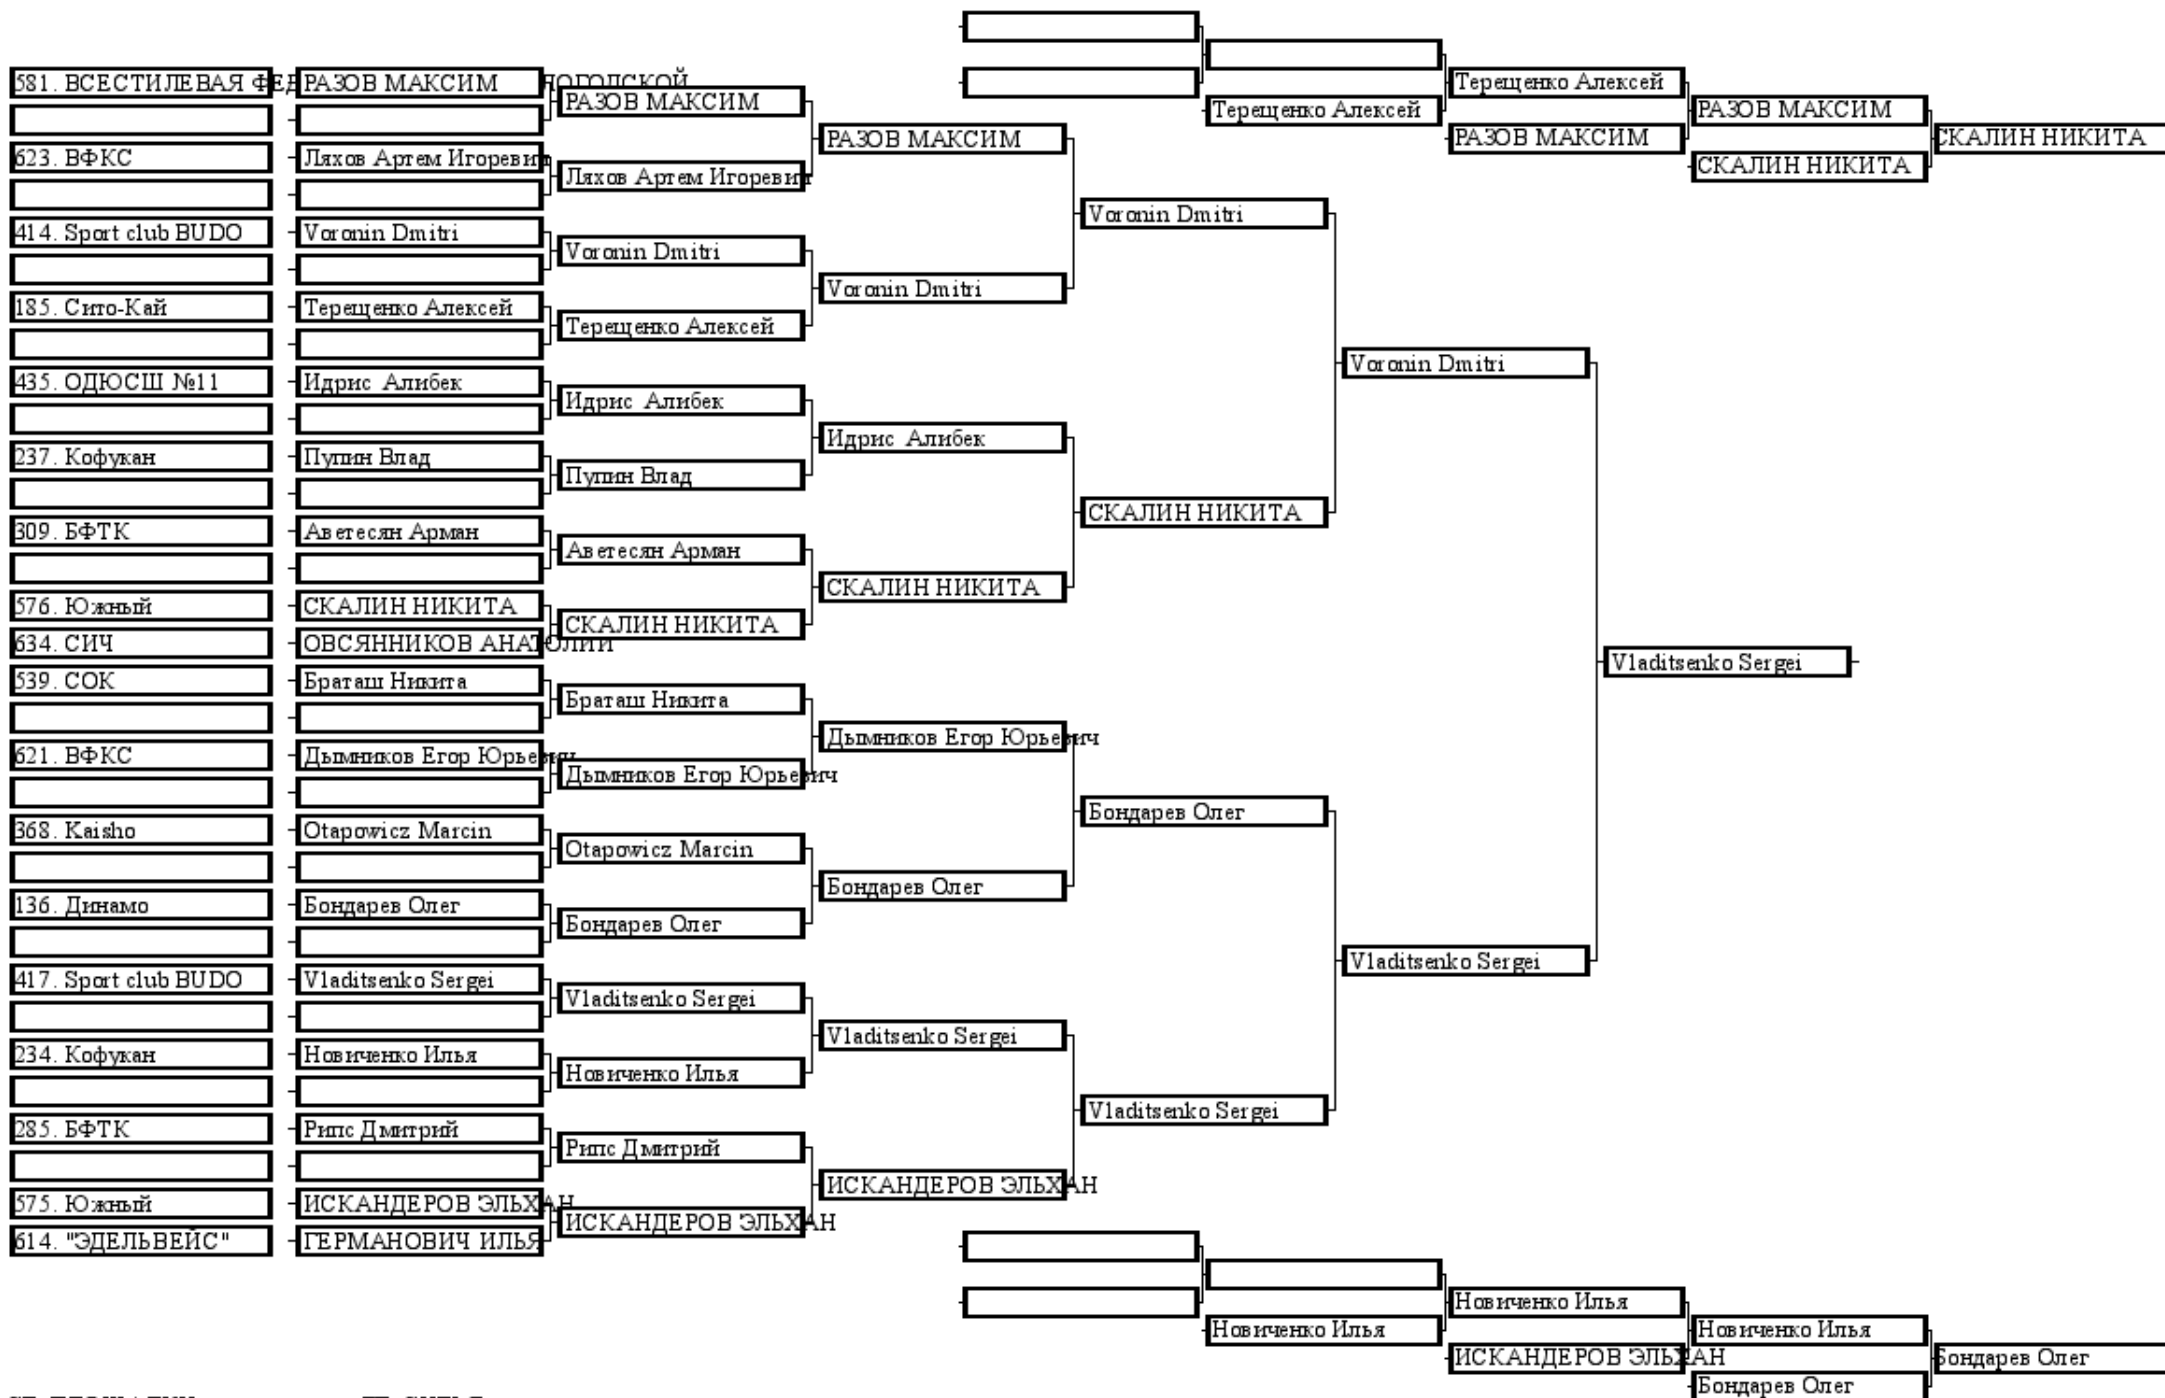 Терещенко Алексей
581. ВСЕСТИЛЕВАЯ РАЗОВ МАКСИМ
РАЗОВ МАКСИМ
Терещенко Алексей
РАЗОВ МАКСИМ
РАЗОВ МАКСИМ
РАЗОВ МАКСИМ
СКАЛИН НИКИТА
СКАЛИН НИКИТА
623. ВФКС Ляхов Артем Игоревич
Ляхов Артем Игоревич
Voronin Dmitri
414. Sport club BUDO Voronin Dmitri
Voronin Dmitri
Voronin Dmitri
185. Сито-Кай Терещенко Алексей
Терещенко Алексей
Voronin Dmitri
435. ОДЮСШ №11 Идрис Алибек
Идрис Алибек
Идрис Алибек
237. Кофукан Пупин Влад
Пупин Влад
СКАЛИН НИКИТА
309. БФТК Аветесян Арман
Аветесян Арман
СКАЛИН НИКИТА
576. Южный СКАЛИН НИКИТА
СКАЛИН НИКИТА
634. СИЧ ОВСЯННИКОВ АНАТОЛИЙ
Vladitsenko Sergei
539. СОК Браташ Никита
Браташ Никита
Дымников Егор Юрьевич
621. ВФКС Дымников Егор Юрьевич
Дымников Егор Юрьевич
Бондарев Олег
368. Kaisho Otapowicz Marcin
Otapowicz Marcin
Бондарев Олег
136. Динамо Бондарев Олег
Бондарев Олег
Vladitsenko Sergei
417. Sport club BUDO Vladitsenko Sergei
Vladitsenko Sergei
Vladitsenko Sergei
234. Кофукан Новиченко Илья
Новиченко Илья
Vladitsenko Sergei
285. БФТК Рипс Дмитрий
Рипс Дмитрий
ИСКАНДЕРОВ ЭЛЬХАН
575. Южный ИСКАНДЕРОВ ЭЛЬХАН
ИСКАНДЕРОВ ЭЛЬХАН
614. "ЭДЕЛЬВЕЙС" ГЕРМАНОВИЧ ИЛЬЯ
Новиченко Илья
Новиченко Илья
Новиченко Илья
ИСКАНДЕРОВ ЭЛЬХАН
Бондарев Олег
Бондарев Олег